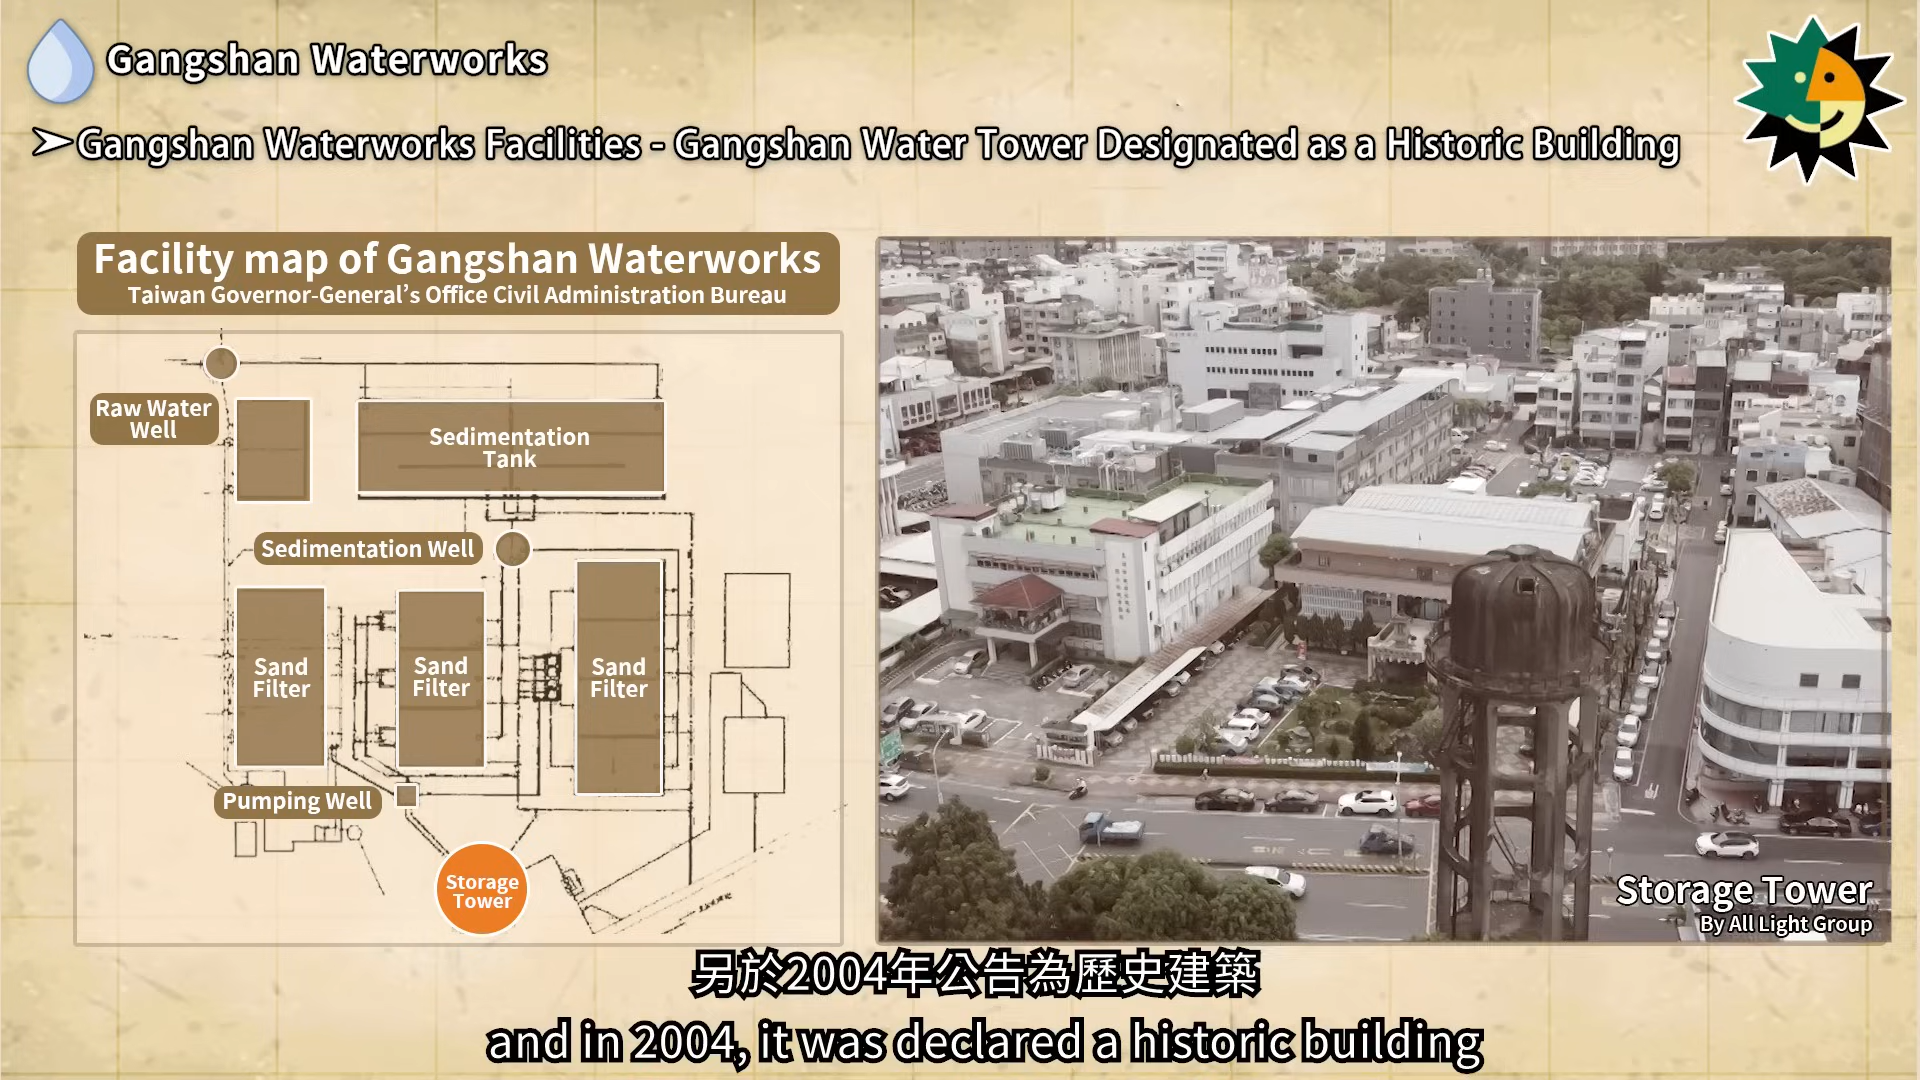 Gangshan Waterworks
Gangshan Waterworks Facilities - Gangshan Water Tower Designated as a Historic Building
Facility map of Gangshan Waterworks
Taiwan Governor-General's Office Civil Administration Bureau
Raw Water
Well
Sedimentation
Tank
Sedimentation Well
Sand
Filter
Sand
Filter
Sand
Filter
Pumping Well
Storage
Tower
Storage Tower
By All Light Group
另於2004年公告為歷史建築
and in 2004, it was declared a historic building